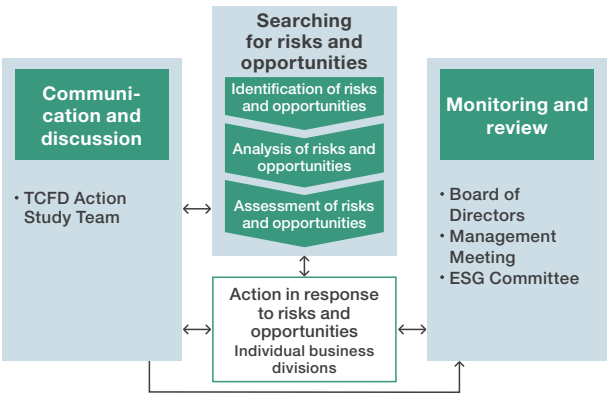 Communi-
cation and
discussion
• TCFD Action
Study Team
Searching
for risks and
opportunities
Identification of risks
and opportunities
Analysis of risks and
opportunities
Assessment of risks
and opportunities
Action in response
to risks and
opportunities
Individual business
divisions
Monitoring and
review
• Board of
Directors
• Management
Meeting
• ESG Committee